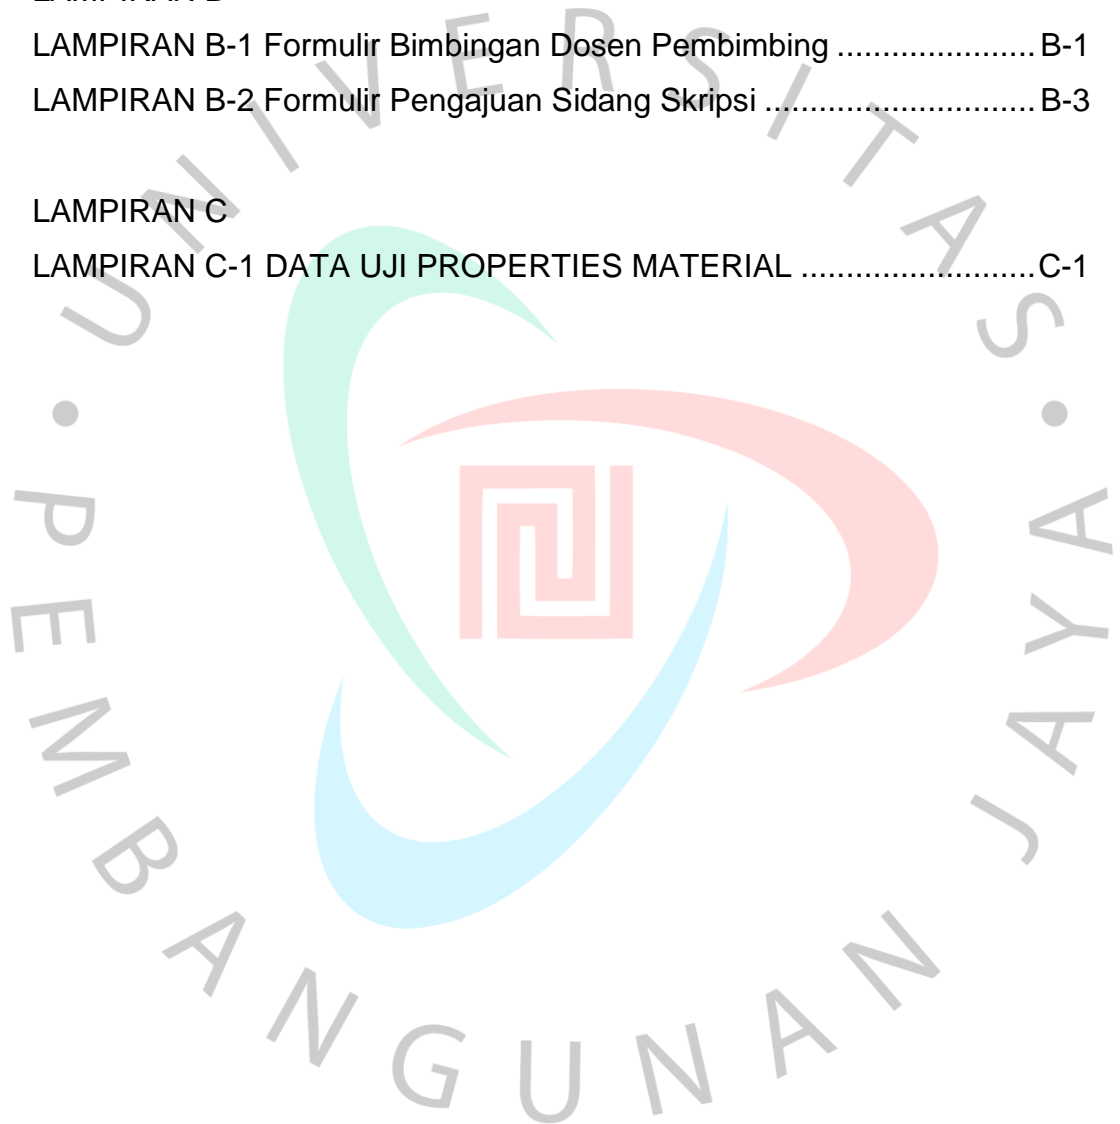 LAMPIRAN B
LAMPIRAN B-1 Formulir Bimbingan Dosen Pembimbing ...................... B-1
LAMPIRAN B-2 Formulir Pengajuan Sidang Skripsi .............................. B-3
LAMPIRAN C
LAMPIRAN C-1 DATA UJI PROPERTIES MATERIAL .......................... C-1
UNIVERSITAS
• PEMBANGUNAN JAYA •